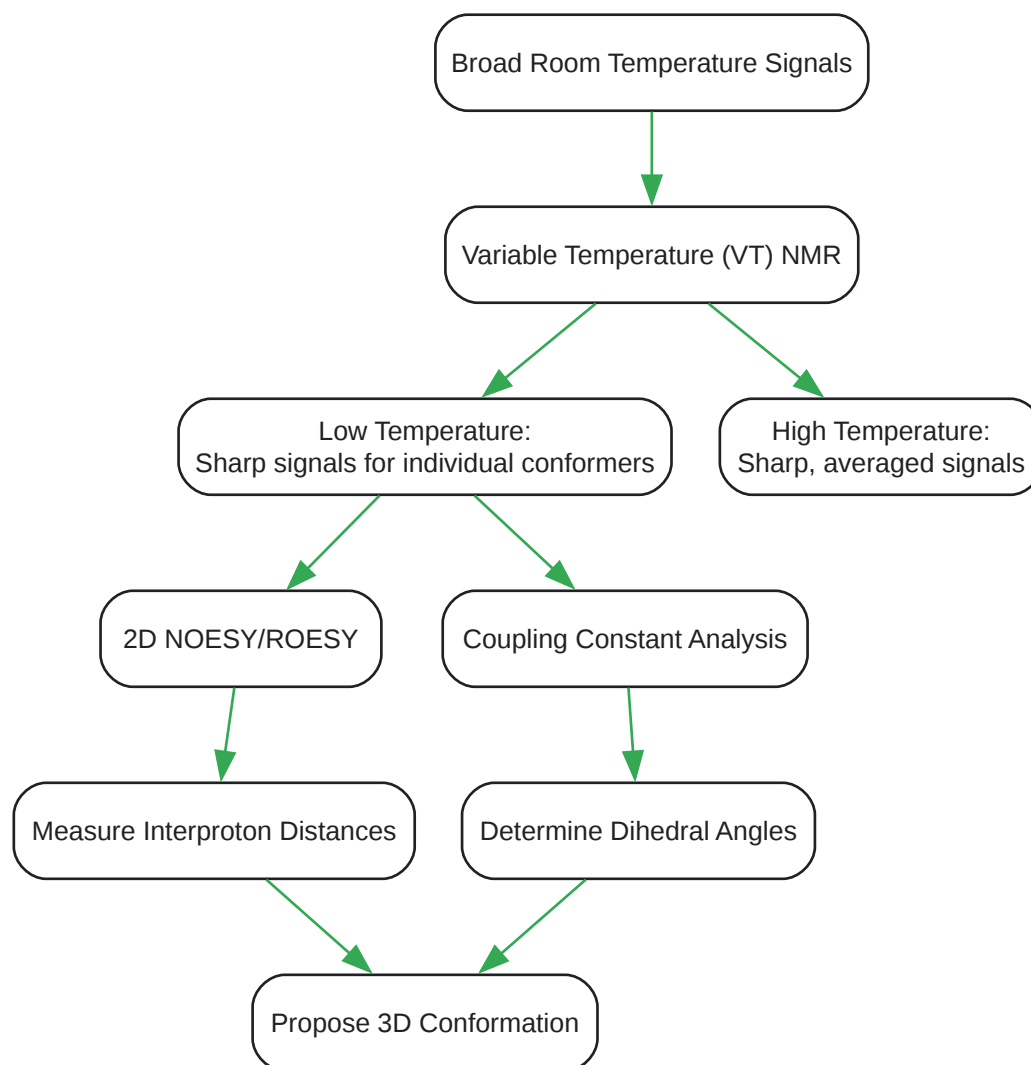 Broad Room Temperature Signals
Variable Temperature (VT) NMR
Low Temperature:
Sharp signals for individual conformers
High Temperature:
Sharp, averaged signals
2D NOESY/ROESY
Coupling Constant Analysis
Measure Interproton Distances
Determine Dihedral Angles
Propose 3D Conformation